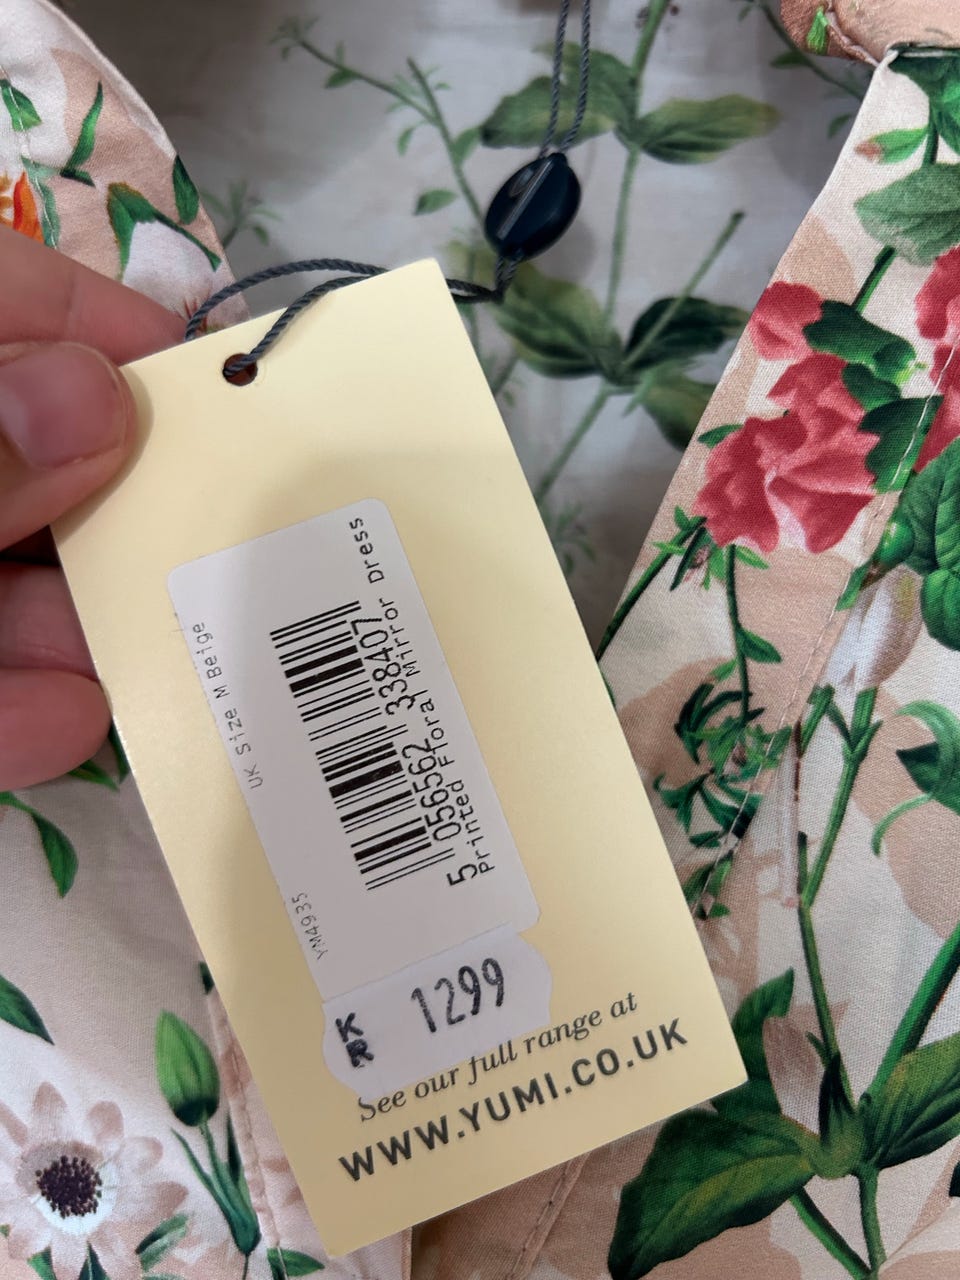 UK Size M Beige
5 056562 338407
Printed Floral Mirror Dress
YM4935
KR 1299
See our full range at
WWW.YUMI.CO.UK